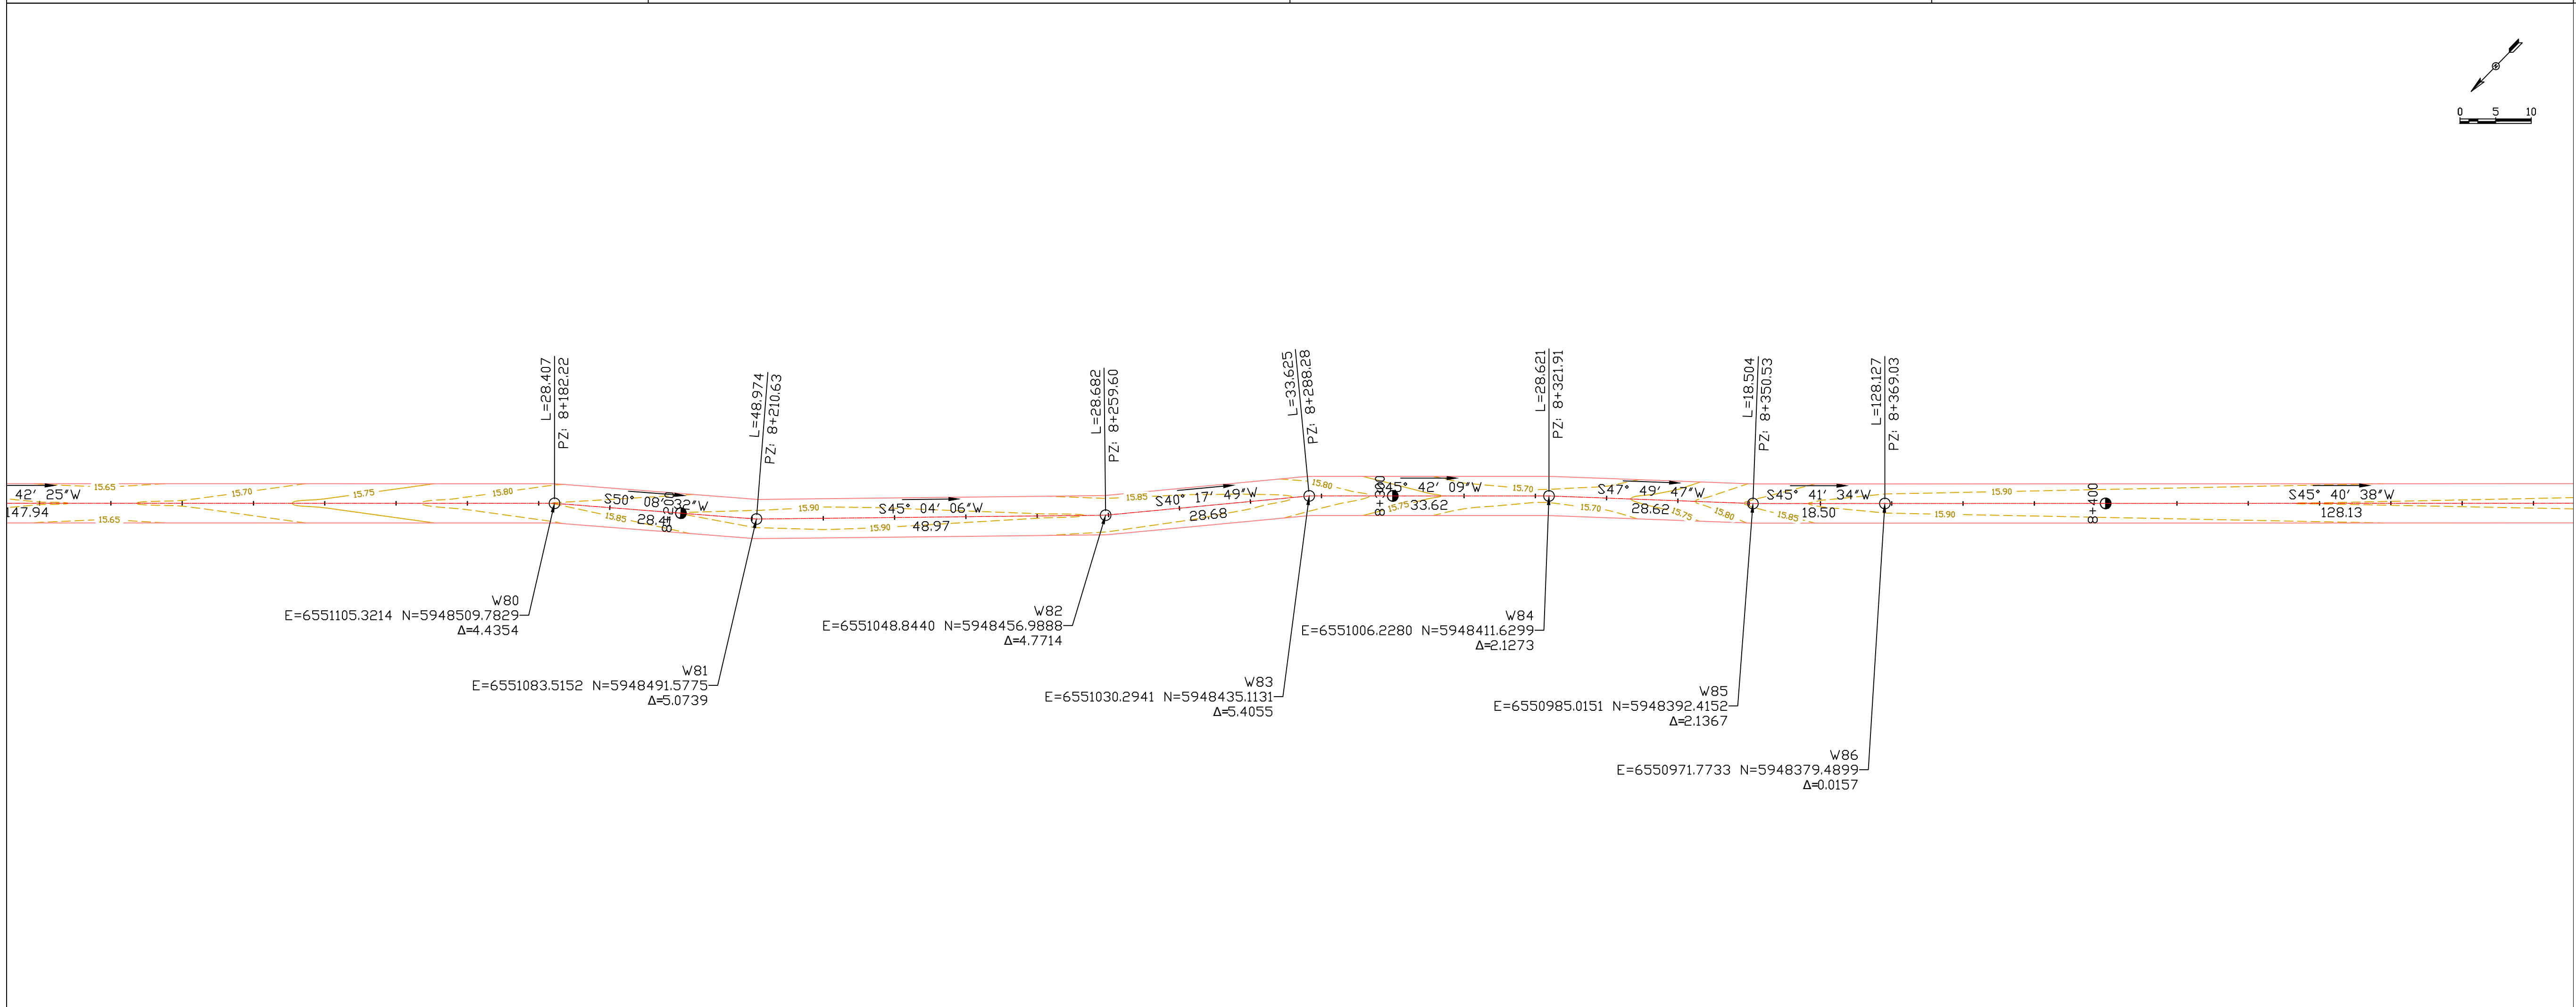 0 5 10
L=28.407
PZ: 8+182.22
L=48.974
PZ: 8+210.63
L=28.682
PZ: 8+259.60
L=33.625
PZ: 8+288.28
L=28.621
PZ: 8+321.91
L=18.504
PZ: 8+350.53
L=128.127
PZ: 8+369.03
42' 25"W
147.94
15.65
15.65
15.70
15.75
15.80
S50° 08' 32"W
28.41
15.85
8+200
15.90
S45° 04' 06"W
48.97
15.90
15.85
S40° 17' 49"W
28.68
15.80
8+300
S45° 42' 09"W
33.62
15.75
15.70
15.70
S47° 49' 47"W
28.62
15.75
15.80
S45° 41' 34"W
18.50
15.85
15.90
15.90
8+400
S45° 40' 38"W
128.13
W80
E=6551105.3214 N=5948509.7829
Δ=4.4354
W81
E=6551083.5152 N=5948491.5775
Δ=5.0739
W82
E=6551048.8440 N=5948456.9888
Δ=4.7714
W83
E=6551030.2941 N=5948435.1131
Δ=5.4055
W84
E=6551006.2280 N=5948411.6299
Δ=2.1273
W85
E=6550985.0151 N=5948392.4152
Δ=2.1367
W86
E=6550971.7733 N=5948379.4899
Δ=0.0157